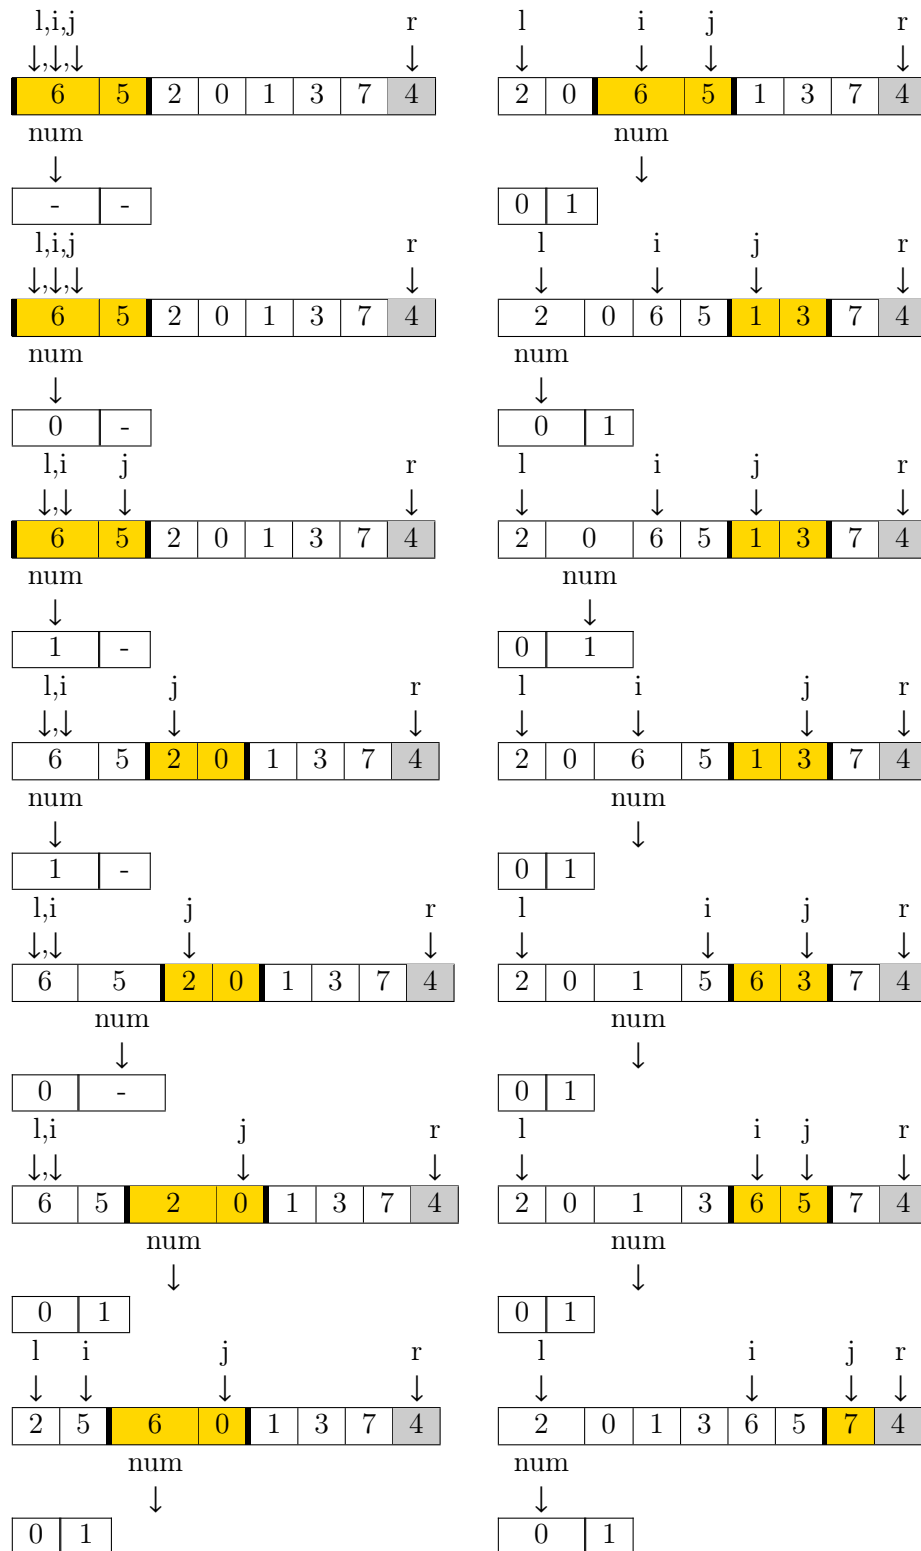 l,i,j r
↓,↓,↓ ↓
6 5 2 0 1 3 7 4
num
↓
- -
l,i,j r
↓,↓,↓ ↓
6 5 2 0 1 3 7 4
num
↓
0 -
l,i j r
↓,↓ ↓ ↓
6 5 2 0 1 3 7 4
num
↓
1 -
l,i j r
↓,↓ ↓ ↓
6 5 2 0 1 3 7 4
num
↓
1 -
l,i j r
↓,↓ ↓ ↓
6 5 2 0 1 3 7 4
num
↓
0 -
l,i j r
↓,↓ ↓ ↓
6 5 2 0 1 3 7 4
num
↓
0 1
l i j r
↓ ↓ ↓ ↓
2 5 6 0 1 3 7 4
num
↓
0 1
l i j r
↓ ↓ ↓ ↓
2 0 6 5 1 3 7 4
num
↓
0 1
l i j r
↓ ↓ ↓ ↓
2 0 6 5 1 3 7 4
num
↓
0 1
l i j r
↓ ↓ ↓ ↓
2 0 6 5 1 3 7 4
num
↓
0 1
l i j r
↓ ↓ ↓ ↓
2 0 6 5 1 3 7 4
num
↓
0 1
l i j r
↓ ↓ ↓ ↓
2 0 1 5 6 3 7 4
num
↓
0 1
l i j r
↓ ↓ ↓ ↓
2 0 1 3 6 5 7 4
num
↓
0 1
l i j r
↓ ↓ ↓ ↓
2 0 1 3 6 5 7 4
num
↓
0 1